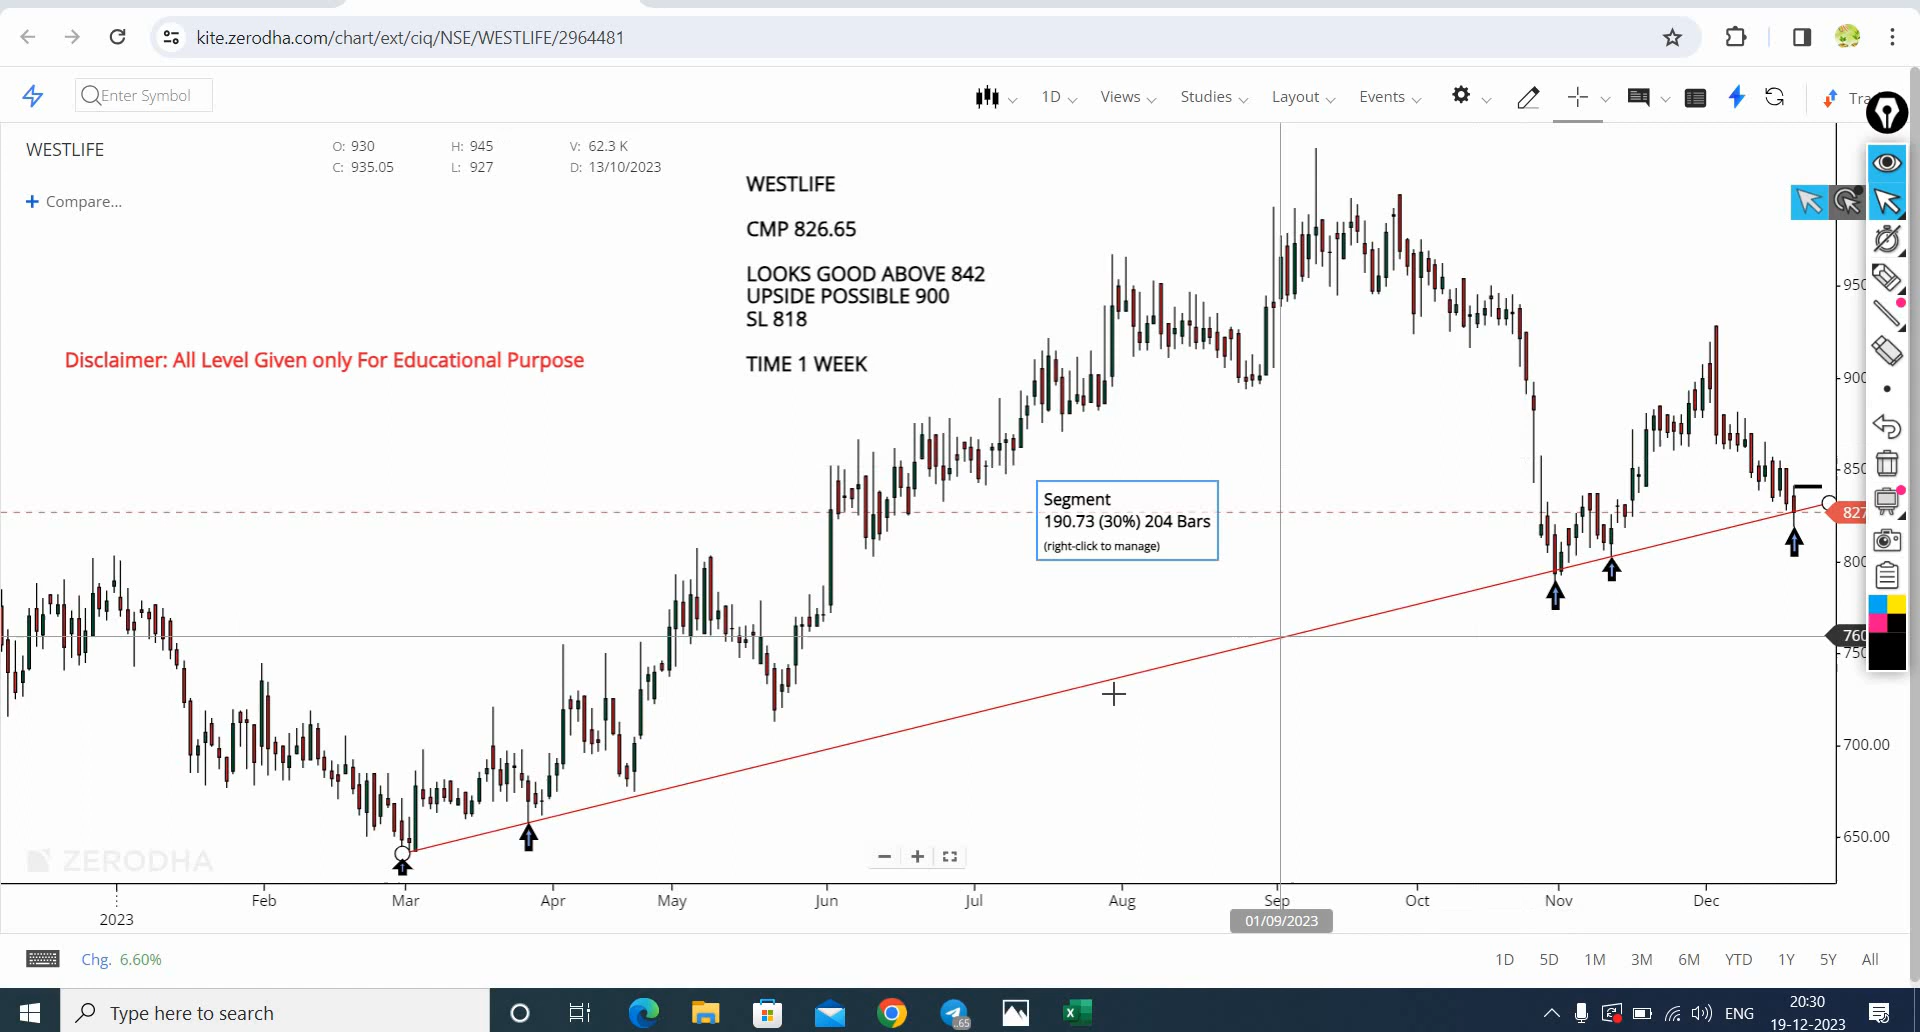 kite.zerodha.com/chart/ext/ciq/NSE/WESTLIFE/2964481
Enter Symbol
1D
Views
Studies
Layout
Events
WESTLIFE
O: 930
H: 945
V: 62.3 K
C: 935.05
L: 927
D: 13/10/2023
+ Compare...
WESTLIFE
CMP 826.65
LOOKS GOOD ABOVE 842
UPSIDE POSSIBLE 900
SL 818
TIME 1 WEEK
Disclaimer: All Level Given only For Educational Purpose
Segment
190.73 (30%) 204 Bars
(right-click to manage)
827
760
700.00
650.00
ZERODHA
Feb
Mar
Apr
May
Jun
Jul
Aug
Sep
Oct
Nov
Dec
2023
01/09/2023
Chg. 6.60%
1D
5D
1M
3M
6M
YTD
1Y
5Y
All
Type here to search
.65
ENG
20:30
19-12-2023